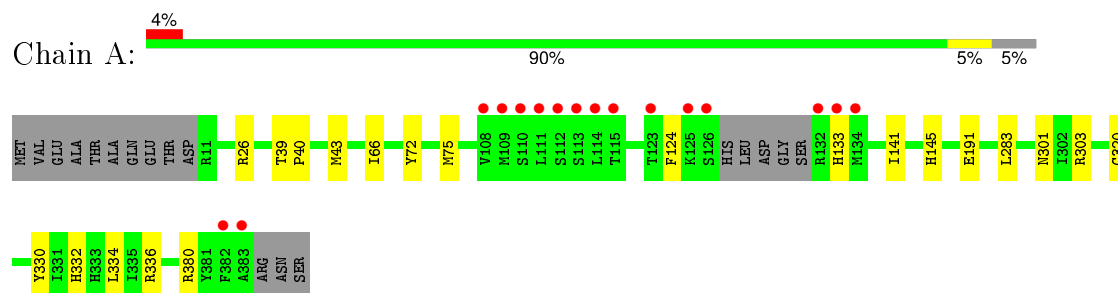 4%
Chain A:
90% 5% 5%
MET VAL GLU ALA THR ALA GLN GLU THR ASP R11 R26 T39 P40 M43 I66 Y72 M75 V108 M109 S110 L111 S112 S113 L114 T115 T123 F124 K125 S126 HIS LEU ASP GLY SER R132 H133 M134 I141 H145 E191 L283 N301 I302 R303
Y330 I331 H332 H333 L334 I335 R336 R380 Y381 F382 A383 ARG ASN SER